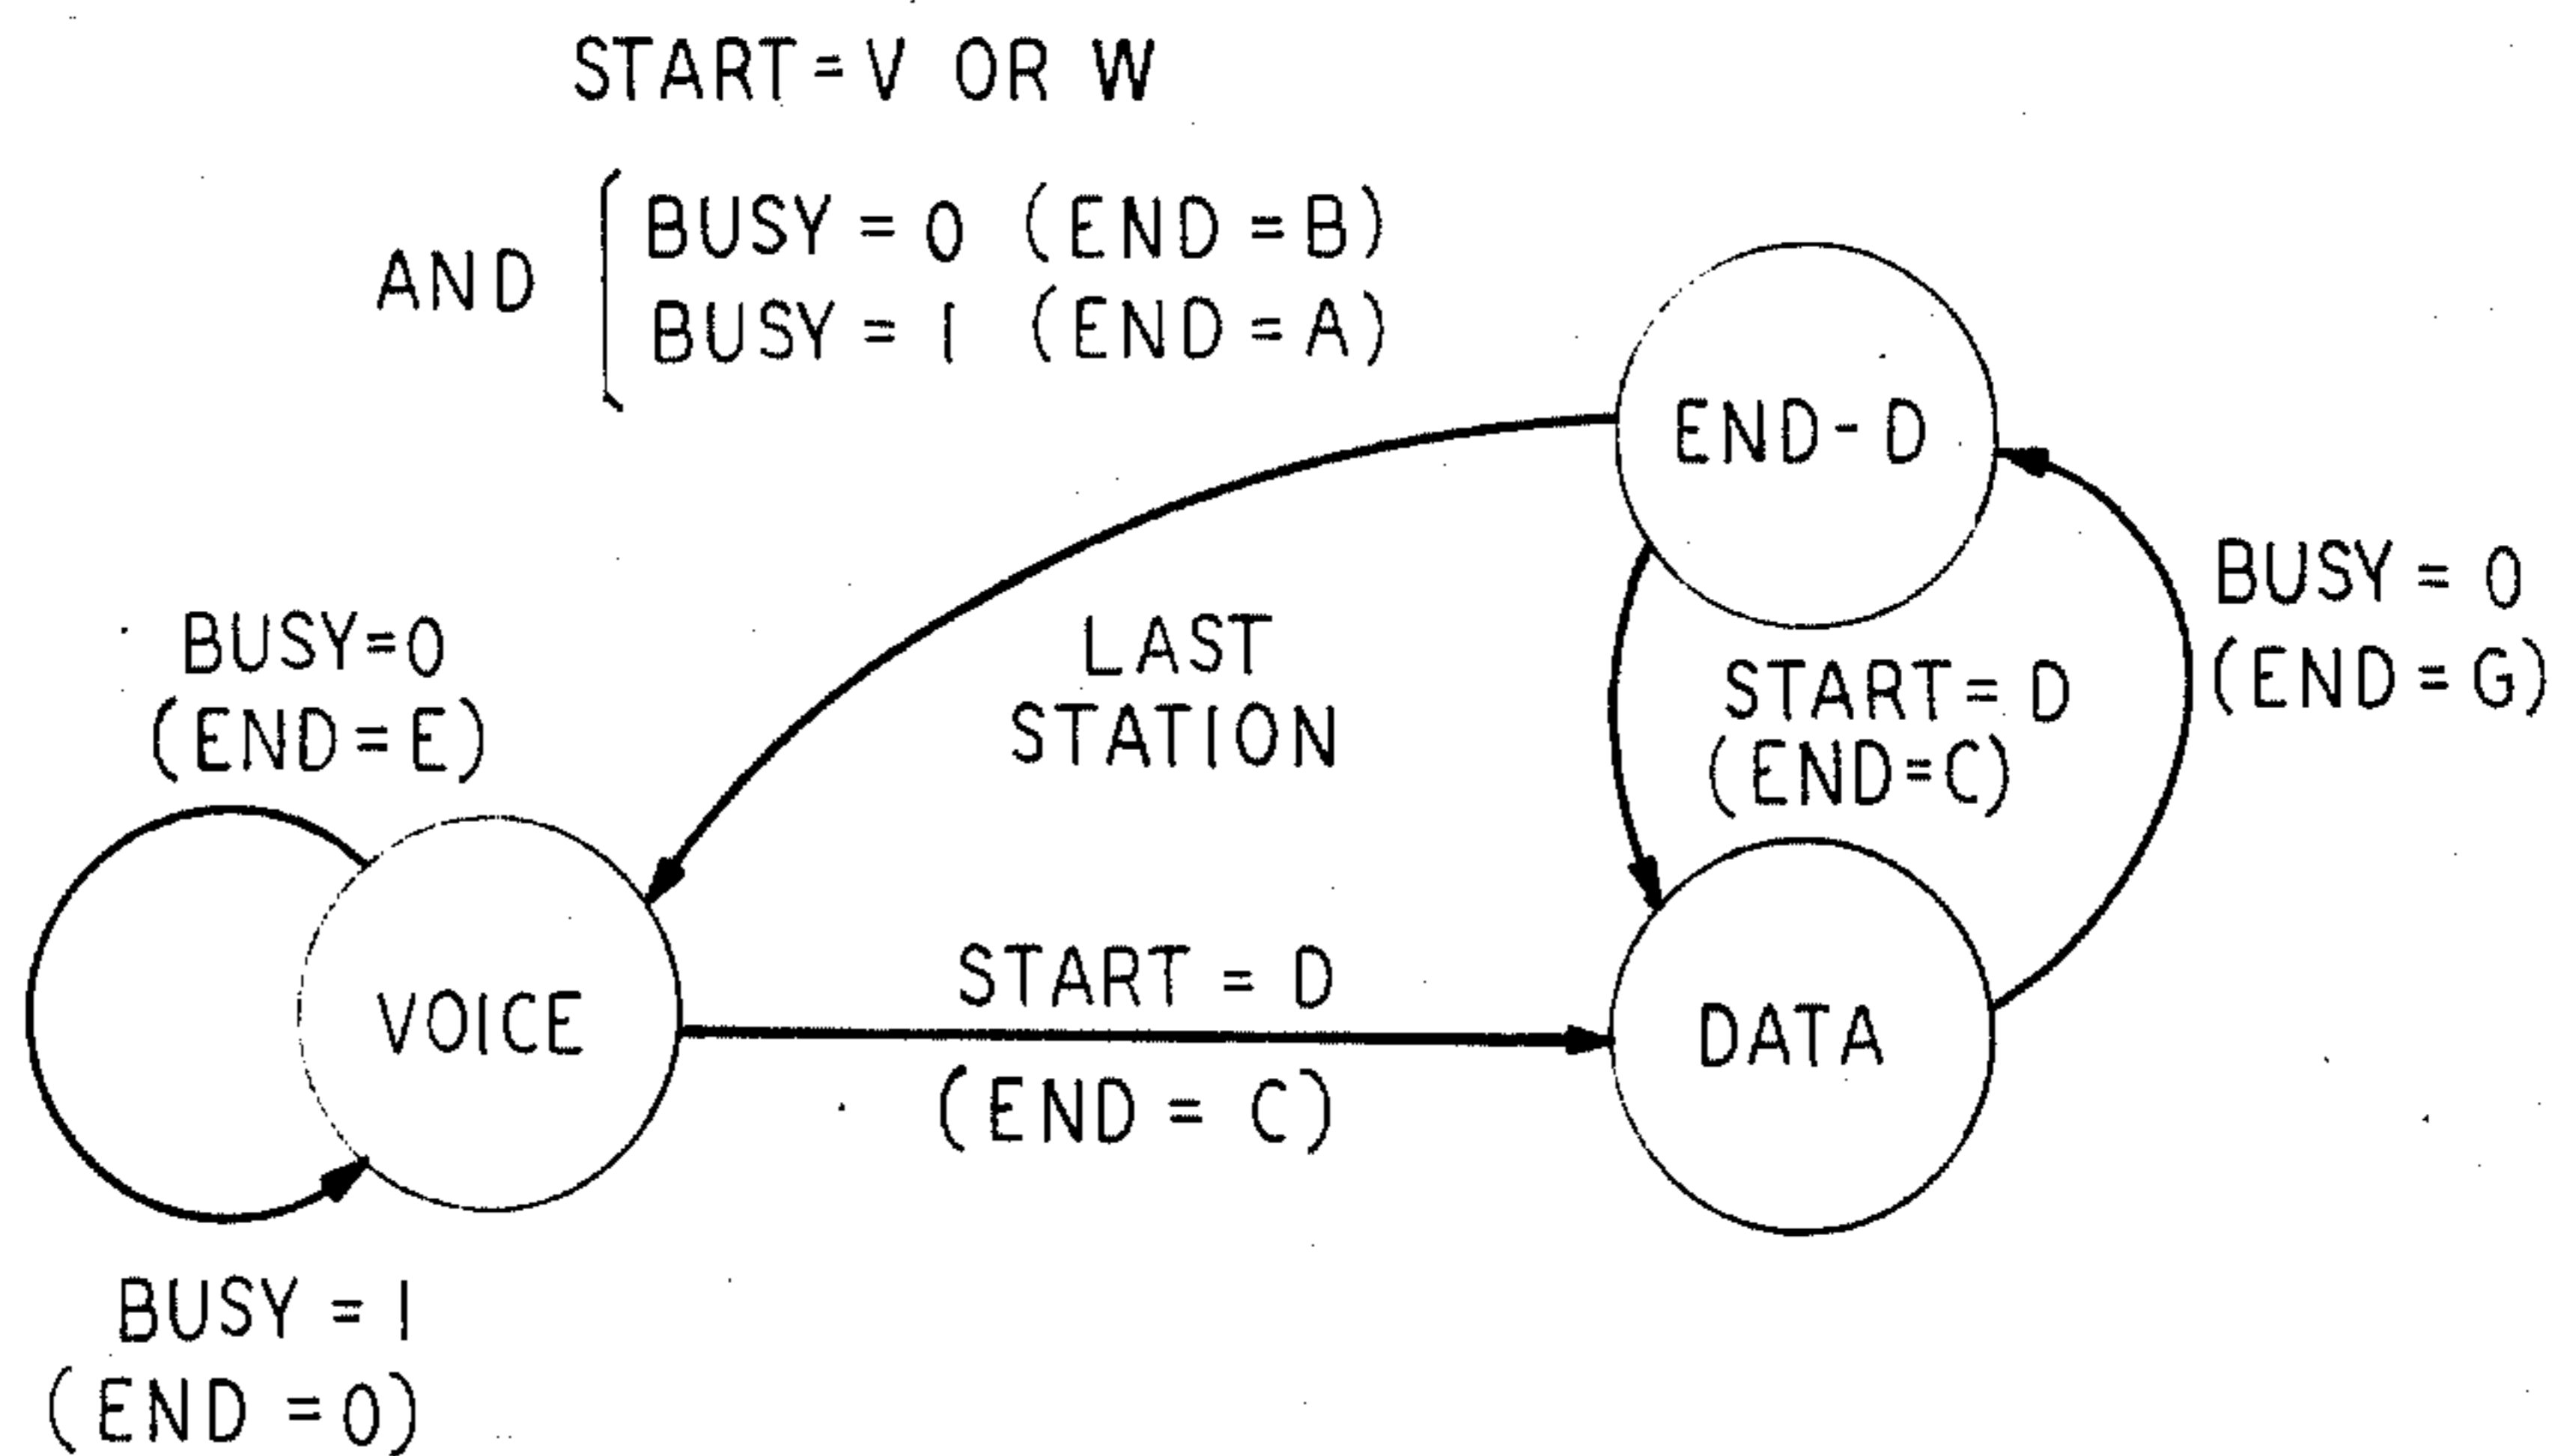 START = V OR W
AND
BUSY = 0 (END = B)
BUSY = 1 (END = A)
END-D
BUSY = 0
(END = G)
START = D
(END=C)
LAST
STATION
BUSY=0
(END = E)
VOICE
START = D
(END = C)
DATA
BUSY = 1
(END = 0)